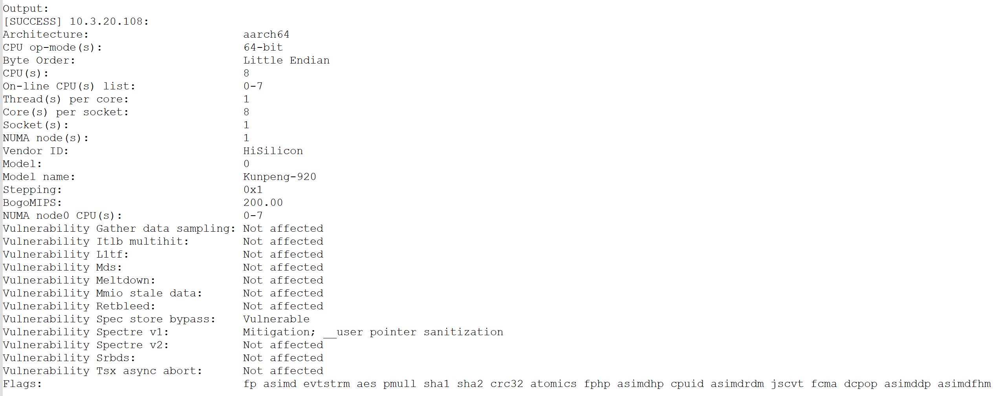 Output:
[SUCCESS] 10.3.20.108:
Architecture: aarch64
CPU op-mode(s): 64-bit
Byte Order: Little Endian
CPU(s): 8
On-line CPU(s) list: 0-7
Thread(s) per core: 1
Core(s) per socket: 8
Socket(s): 1
NUMA node(s): 1
Vendor ID: HiSilicon
Model: 0
Model name: Kunpeng-920
Stepping: 0x1
BogoMIPS: 200.00
NUMA node0 CPU(s): 0-7
Vulnerability Gather data sampling: Not affected
Vulnerability Itlb multihit: Not affected
Vulnerability L1tf: Not affected
Vulnerability Mds: Not affected
Vulnerability Meltdown: Not affected
Vulnerability Mmio stale data: Not affected
Vulnerability Retbleed: Not affected
Vulnerability Spec store bypass: Vulnerable
Vulnerability Spectre v1: Mitigation; __user pointer sanitization
Vulnerability Spectre v2: Not affected
Vulnerability Srbds: Not affected
Vulnerability Tsx async abort: Not affected
Flags: fp asimd evtstrm aes pmull sha1 sha2 crc32 atomics fphp asimdhp cpuid asimdrdm jscvt fcma dcpop asimddp asimdfhm